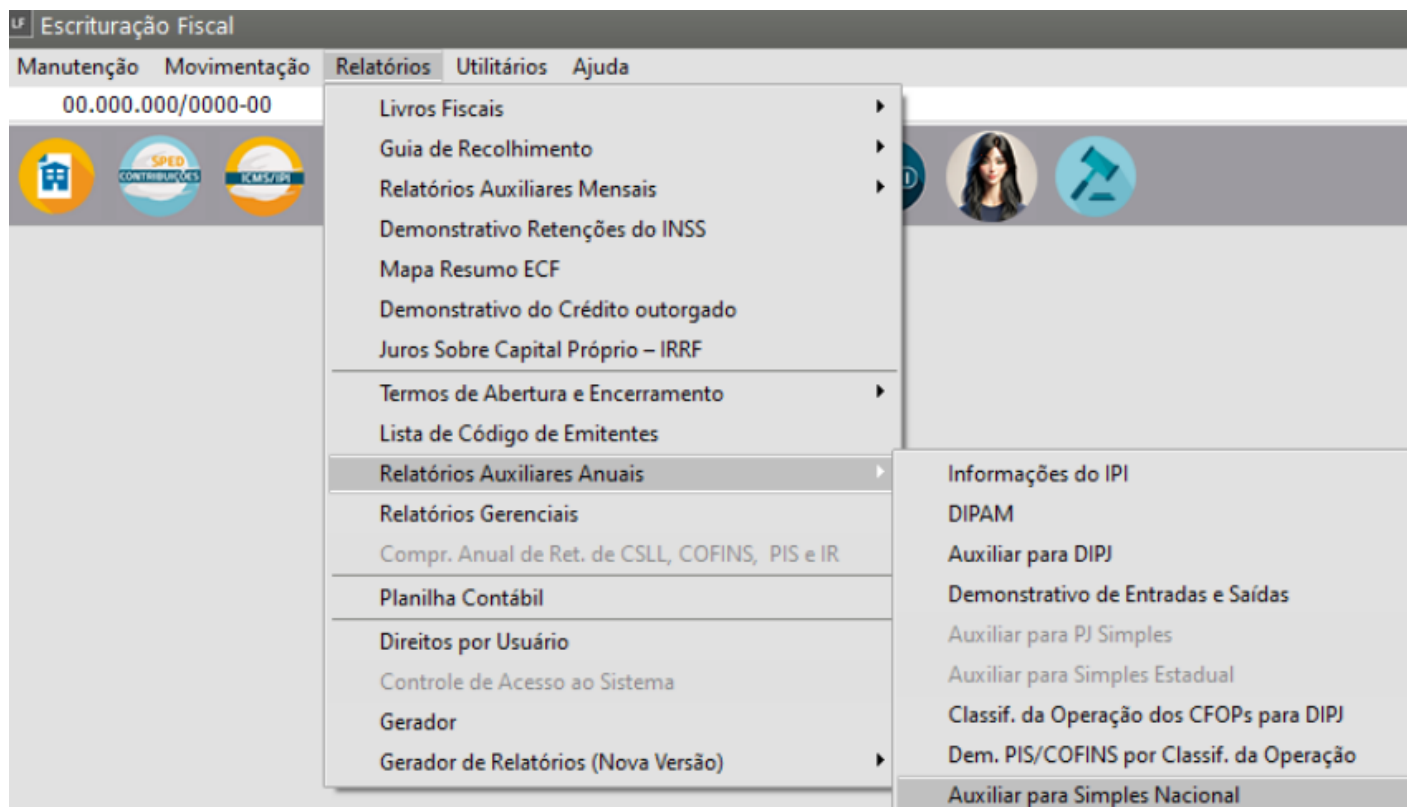 LF Escrituração Fiscal
Manutenção Movimentação Relatórios Utilitários Ajuda
00.000.000/0000-00
SPED
CONTRIBUIÇÕES
ICMS/IPI
Livros Fiscais
Guia de Recolhimento
Relatórios Auxiliares Mensais
Demonstrativo Retenções do INSS
Mapa Resumo ECF
Demonstrativo do Crédito outorgado
Juros Sobre Capital Próprio – IRRF
Termos de Abertura e Encerramento
Lista de Código de Emitentes
Relatórios Auxiliares Anuais
Relatórios Gerenciais
Compr. Anual de Ret. de CSLL, COFINS, PIS e IR
Planilha Contábil
Direitos por Usuário
Controle de Acesso ao Sistema
Gerador
Gerador de Relatórios (Nova Versão)
Informações do IPI
DIPAM
Auxiliar para DIPJ
Demonstrativo de Entradas e Saídas
Auxiliar para PJ Simples
Auxiliar para Simples Estadual
Classif. da Operação dos CFOPs para DIPJ
Dem. PIS/COFINS por Classif. da Operação
Auxiliar para Simples Nacional